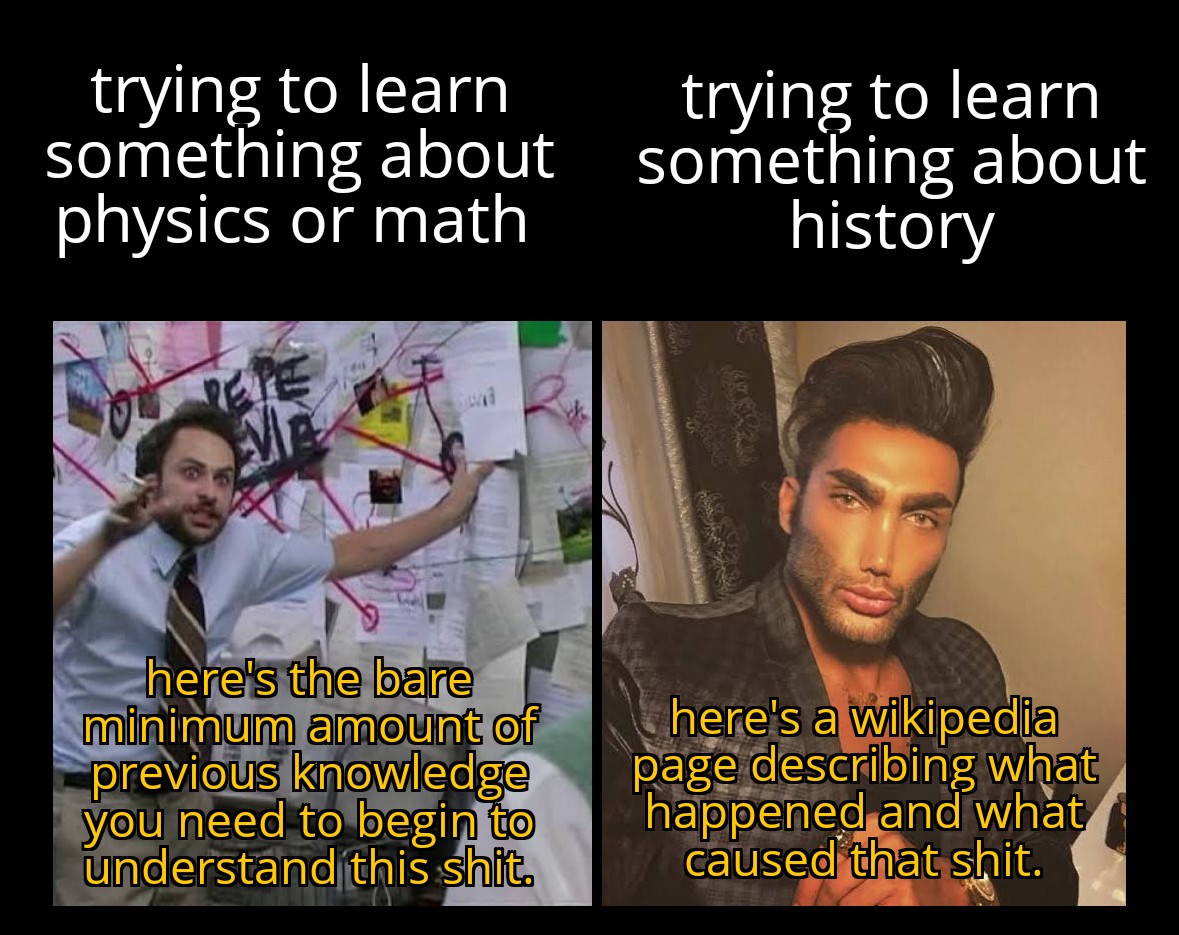 trying to learn
something about
physics or math
trying to learn
something about
history
PEPE
SILVIA
here's the bare
minimum amount of
previous knowledge
you need to begin to
understand this shit.
here's a wikipedia
page describing what
happened and what
caused that shit.